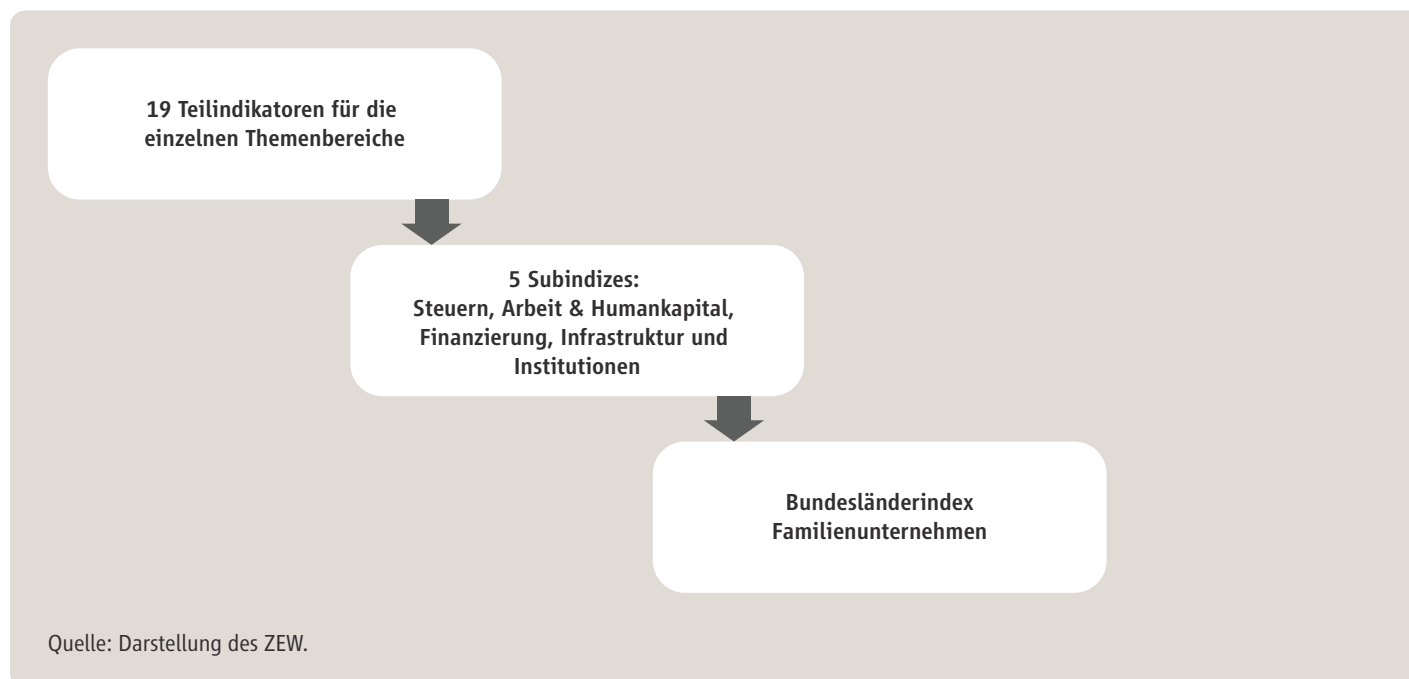 19 Teilindikatoren für die
einzelnen Themenbereiche
5 Subindizes:
Steuern, Arbeit & Humankapital,
Finanzierung, Infrastruktur und
Institutionen
Bundesländerindex
Familienunternehmen
Quelle: Darstellung des ZEW.